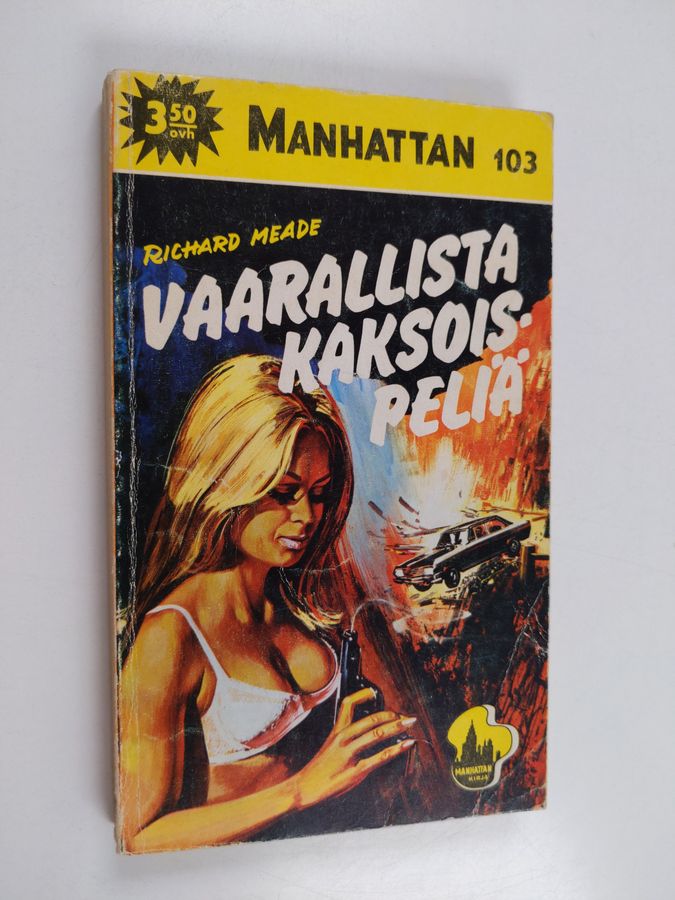 3 50
ovh
MANHATTAN 103
RICHARD MEADE
VAARALLISTA
KAKSOIS-
PELIÄ
MANHATTAN
KIRJA